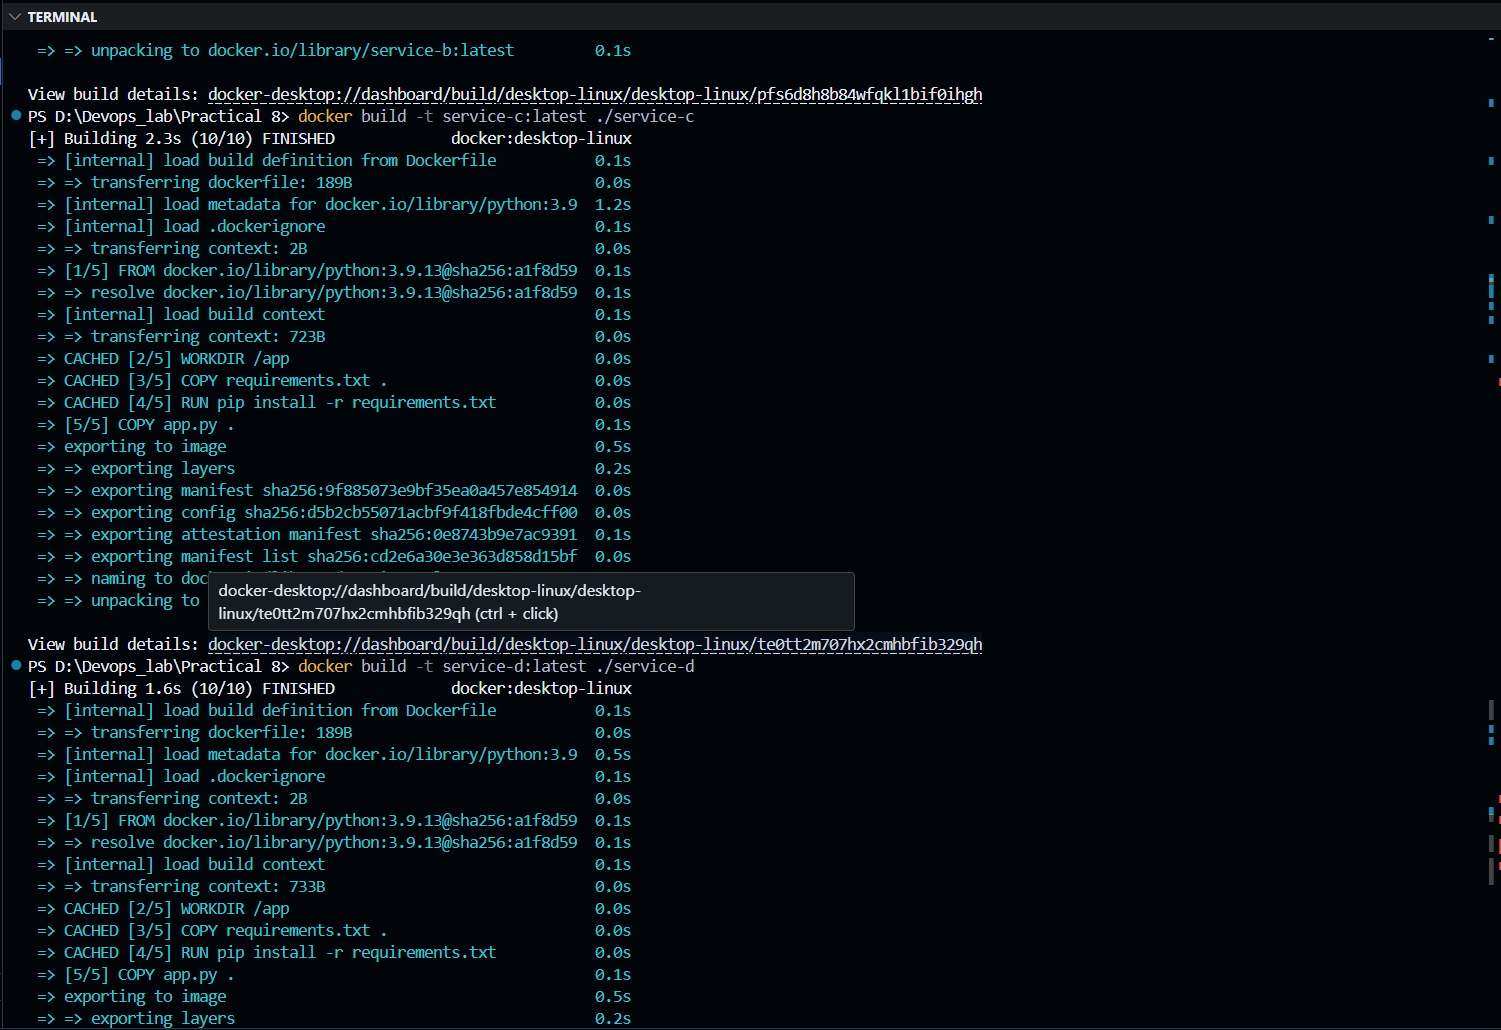 TERMINAL
=> => unpacking to docker.io/library/service-b:latest 0.1s
View build details: docker-desktop://dashboard/build/desktop-linux/desktop-linux/pfs6d8h8b84wfqkl1bif0ihgh
PS D:\Devops_lab\Practical 8> docker build -t service-c:latest ./service-c
[+] Building 2.3s (10/10) FINISHED docker:desktop-linux
=> [internal] load build definition from Dockerfile 0.1s
=> => transferring dockerfile: 189B 0.0s
=> [internal] load metadata for docker.io/library/python:3.9 1.2s
=> [internal] load .dockerignore 0.1s
=> => transferring context: 2B 0.0s
=> [1/5] FROM docker.io/library/python:3.9.13@sha256:a1f8d59 0.1s
=> => resolve docker.io/library/python:3.9.13@sha256:a1f8d59 0.1s
=> [internal] load build context 0.1s
=> => transferring context: 723B 0.0s
=> CACHED [2/5] WORKDIR /app 0.0s
=> CACHED [3/5] COPY requirements.txt . 0.0s
=> CACHED [4/5] RUN pip install -r requirements.txt 0.0s
=> [5/5] COPY app.py . 0.1s
=> exporting to image 0.5s
=> => exporting layers 0.2s
=> => exporting manifest sha256:9f885073e9bf35ea0a457e854914 0.0s
=> => exporting config sha256:d5b2cb55071acbf9f418fbde4cff00 0.0s
=> => exporting attestation manifest sha256:0e8743b9e7ac9391 0.1s
=> => exporting manifest list sha256:cd2e6a30e3e363d858d15bf 0.0s
=> => naming to
=> => unpacking to
docker-desktop://dashboard/build/desktop-linux/desktop-
linux/te0tt2m707hx2cmhbfib329qh (ctrl + click)
View build details: docker-desktop://dashboard/build/desktop-linux/desktop-linux/te0tt2m707hx2cmhbfib329qh
PS D:\Devops_lab\Practical 8> docker build -t service-d:latest ./service-d
[+] Building 1.6s (10/10) FINISHED docker:desktop-linux
=> [internal] load build definition from Dockerfile 0.1s
=> => transferring dockerfile: 189B 0.0s
=> [internal] load metadata for docker.io/library/python:3.9 0.5s
=> [internal] load .dockerignore 0.1s
=> => transferring context: 2B 0.0s
=> [1/5] FROM docker.io/library/python:3.9.13@sha256:a1f8d59 0.1s
=> => resolve docker.io/library/python:3.9.13@sha256:a1f8d59 0.1s
=> [internal] load build context 0.1s
=> => transferring context: 733B 0.0s
=> CACHED [2/5] WORKDIR /app 0.0s
=> CACHED [3/5] COPY requirements.txt . 0.0s
=> CACHED [4/5] RUN pip install -r requirements.txt 0.0s
=> [5/5] COPY app.py . 0.1s
=> exporting to image 0.5s
=> => exporting layers 0.2s